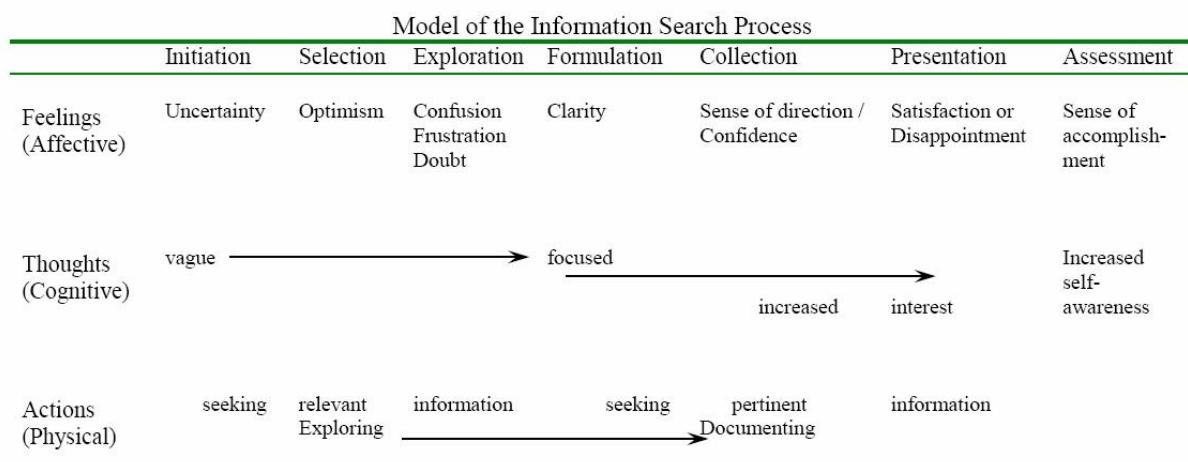 Model of the Information Search Process
Initiation Selection Exploration Formulation Collection Presentation Assessment
Feelings
(Affective)
Uncertainty
Optimism
Confusion
Frustration
Doubt
Clarity
Sense of direction /
Confidence
Satisfaction or
Disappointment
Sense of
accomplish-
ment
Thoughts
(Cognitive)
vague
focused
increased interest
Increased
self-
awareness
Actions
(Physical)
seeking relevant information seeking pertinent information
Exploring Documenting